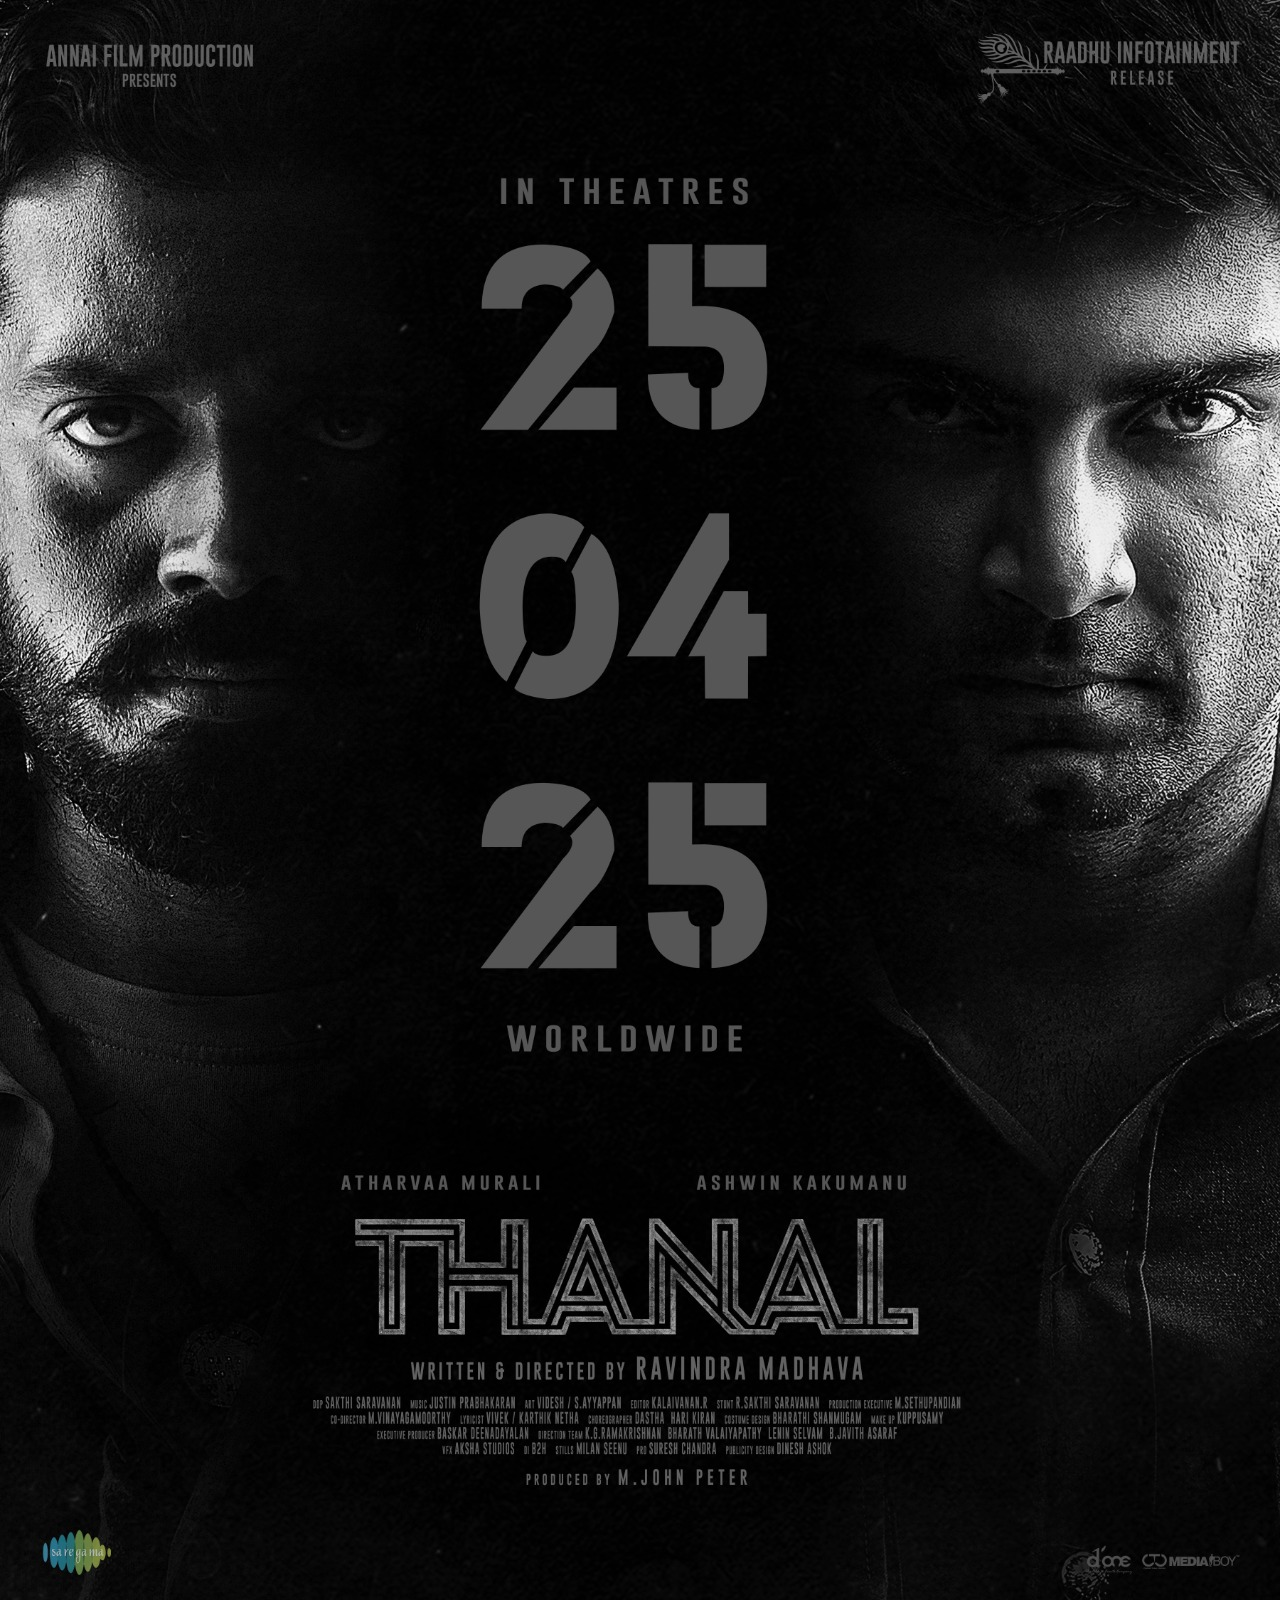 ANNAI FILM PRODUCTION
PRESENTS
RAADHU INFOTAINMENT
RELEASE
IN THEATRES
25
04
25
WORLDWIDE
ATHARVAA MURALI
ASHWIN KAKUMANU
THANAL
WRITTEN & DIRECTED BY RAVINDRA MADHAVA
DOP SAKTHI SARAVANAN MUSIC JUSTIN PRABHAKARAN ART VIDESH / S.AYYAPPAN EDITOR KALAIVANAN.R STUNT R.SAKTHI SARAVANAN PRODUCTION EXECUTIVE M.SETHUPANDIAN
CO-DIRECTOR M.VINAYAGAMOORTHY LYRICIST VIVEK / KARTHIK NETHA CHOREOGRAPHER DASTHA HARI KIRAN COSTUME DESIGN BHARATHI SHANMUGAM MAKE UP KUPPUSAMY
EXECUTIVE PRODUCER BASKAR DEENADAYALAN DIRECTION TEAM K.G.RAMAKRISHNAN BHARATH VALAIYAPATHY LENIN SELVAM B.JAVITH ASARAF
VFX AKSHA STUDIOS DI B2H STILLS MILAN SEENU PRO SURESH CHANDRA PUBLICITY DESIGN DINESH ASHOK
PRODUCED BY M.JOHN PETER
saregama
d'one
MEDIA BOY